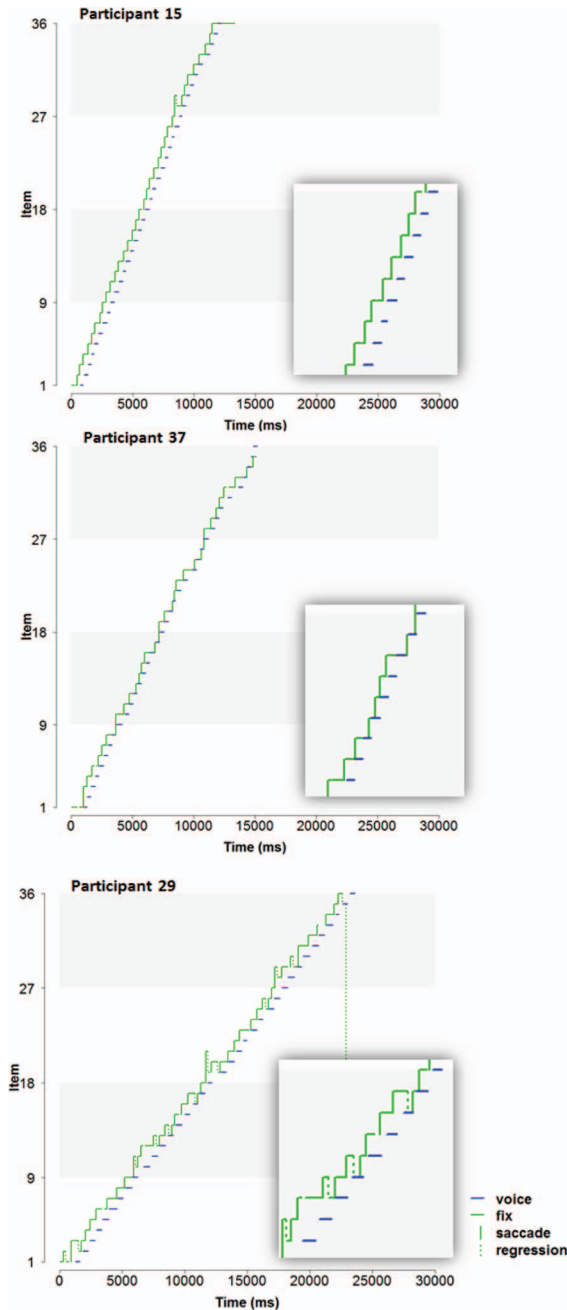 Participant 15
36
27
18
9
1
Item
0 5000 10000 15000 20000 25000 30000
Time (ms)
Participant 37
36
27
18
9
1
Item
0 5000 10000 15000 20000 25000 30000
Time (ms)
Participant 29
36
27
18
9
1
Item
0 5000 10000 15000 20000 25000 30000
Time (ms)
voice
fix
saccade
regression